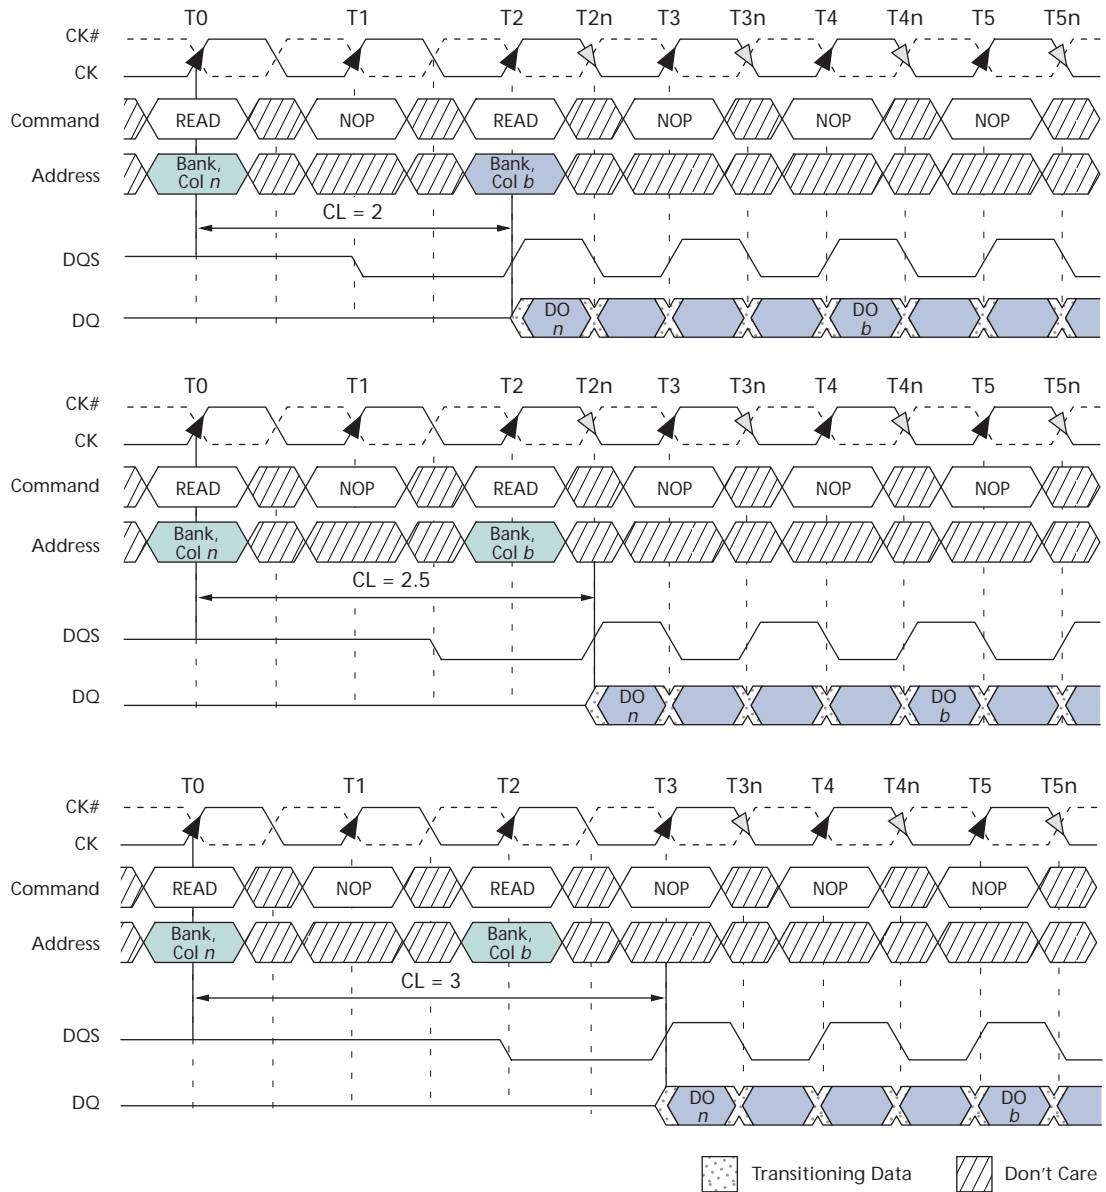 T0 T1 T2 T2n T3 T3n T4 T4n T5 T5n
CK#
CK
Command READ NOP READ NOP NOP NOP
Address Bank, Col n Bank, Col b
CL = 2
DQS
DQ DO n DO b
T0 T1 T2 T2n T3 T3n T4 T4n T5 T5n
CK#
CK
Command READ NOP READ NOP NOP NOP
Address Bank, Col n Bank, Col b
CL = 2.5
DQS
DQ DO n DO b
T0 T1 T2 T3 T3n T4 T4n T5 T5n
CK#
CK
Command READ NOP READ NOP NOP NOP
Address Bank, Col n Bank, Col b
CL = 3
DQS
DQ DO n DO b
Transitioning Data Don't Care